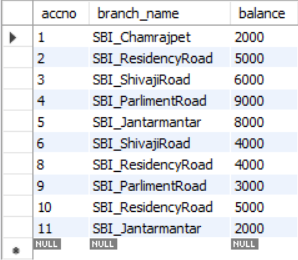 accno branch_name balance
1 SBI_Chamrajpet 2000
2 SBI_ResidencyRoad 5000
3 SBI_ShivajiRoad 6000
4 SBI_ParlimentRoad 9000
5 SBI_Jantarmantar 8000
6 SBI_ShivajiRoad 4000
8 SBI_ResidencyRoad 4000
9 SBI_ParlimentRoad 3000
10 SBI_ResidencyRoad 5000
11 SBI_Jantarmantar 2000
NULL NULL NULL